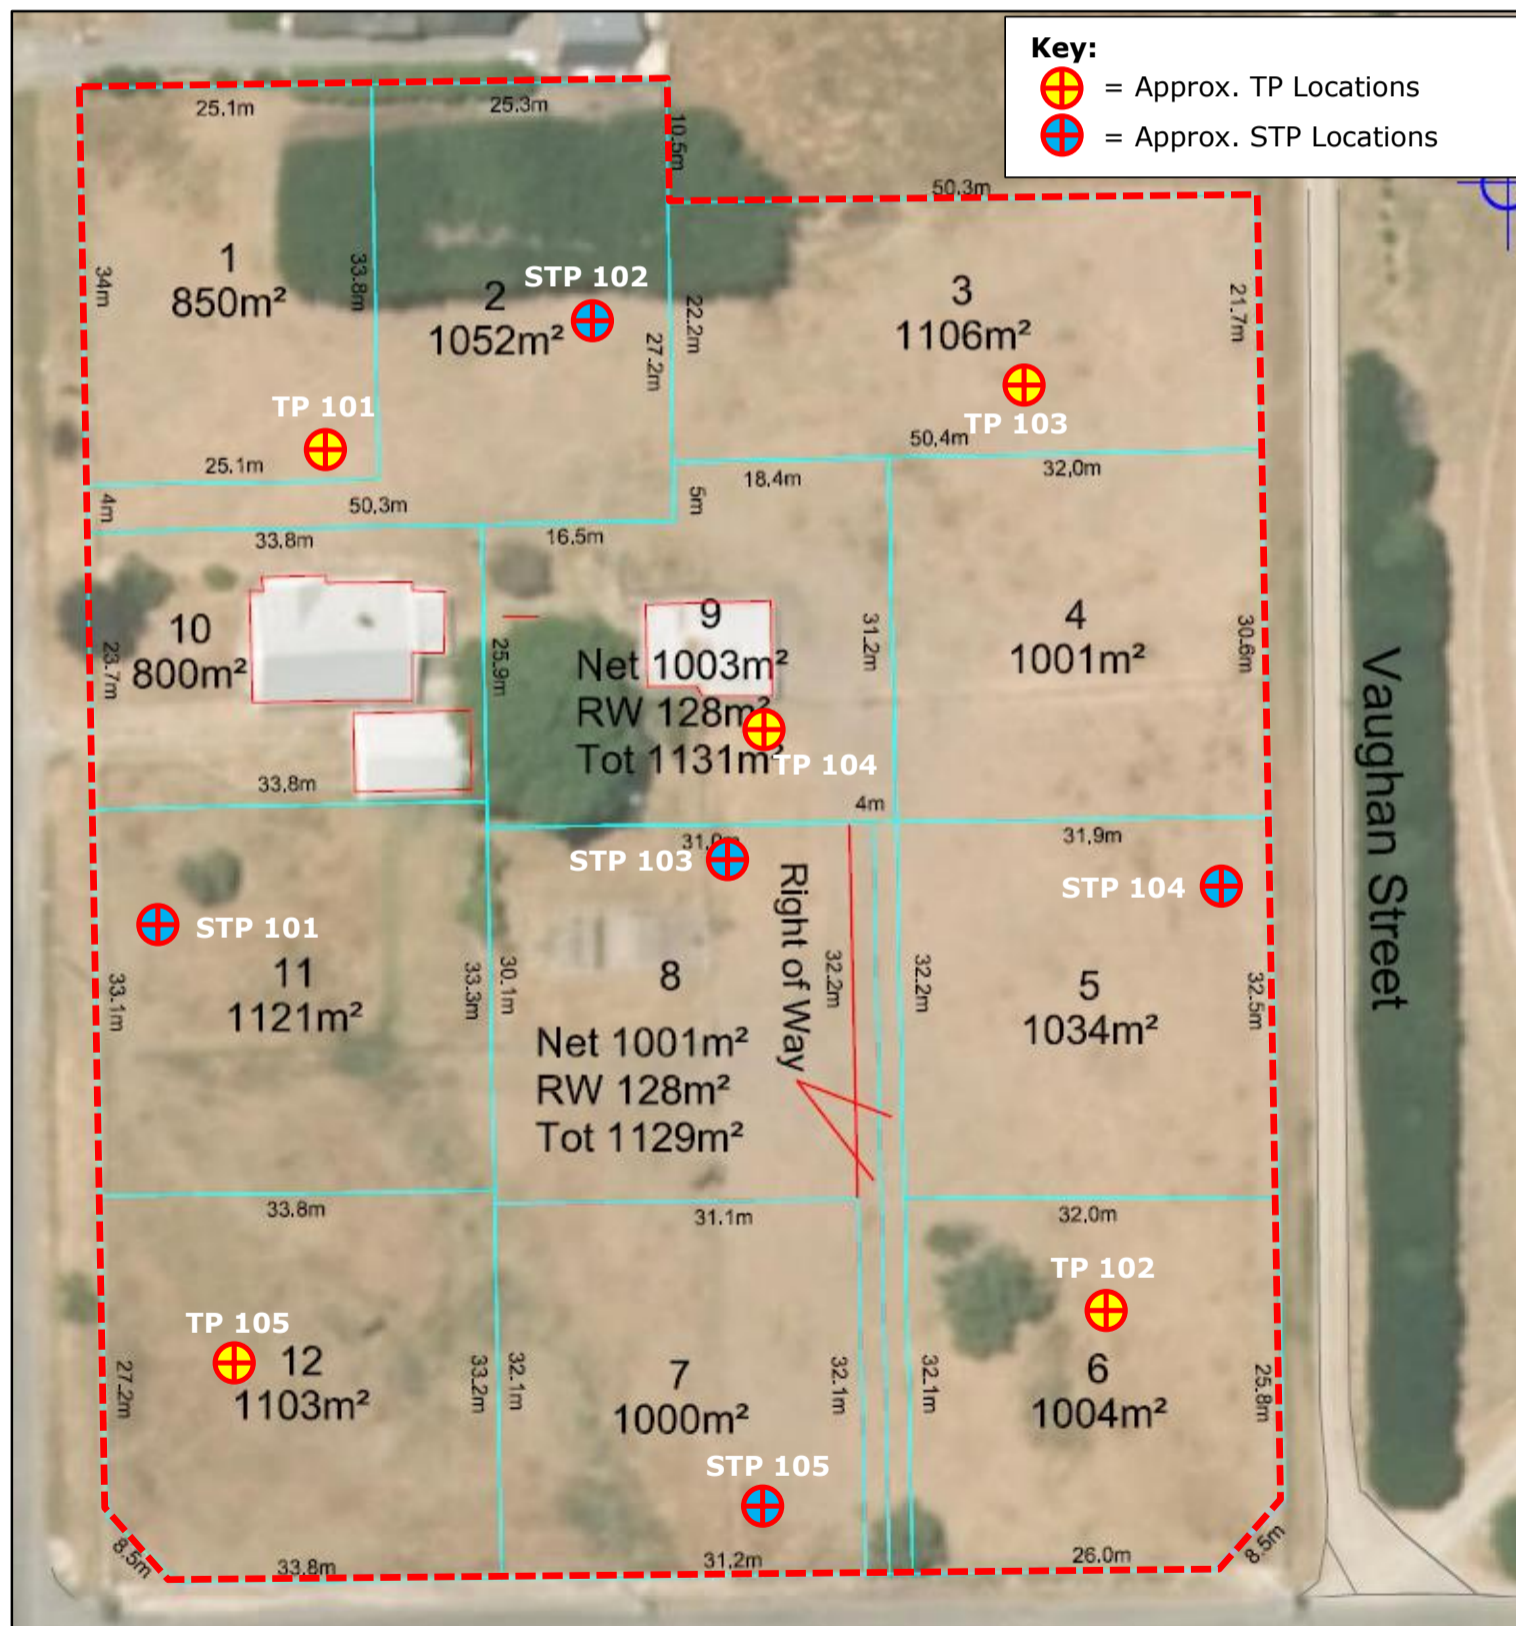 Key:
= Approx. TP Locations
= Approx. STP Locations
25.1m
25.3m
10.5m
50.3m
1
850m²
34m
33.8m
2
1052m²
STP 102
27.2m
22.2m
3
1106m²
21.7m
TP 101
TP 103
25.1m
50.4m
18.4m
32.0m
4m
50.3m
5m
33.8m
16.5m
10
800m²
23.7m
25.9m
9
Net 1003m²
RW 128m²
Tot 1131m²
TP 104
31.2m
4
1001m²
30.6m
Vaughan Street
33.8m
4m
31.9m
STP 103
STP 104
STP 101
11
1121m²
33.1m
33.3m
30.1m
8
Net 1001m²
RW 128m²
Tot 1129m²
Right of Way
32.2m
32.2m
5
1034m²
32.5m
33.8m
31.1m
32.0m
TP 102
TP 105
12
1103m²
27.2m
33.2m
32.1m
7
1000m²
32.1m
32.1m
6
1004m²
25.8m
STP 105
8.5m
33.8m
31.2m
26.0m
8.5m